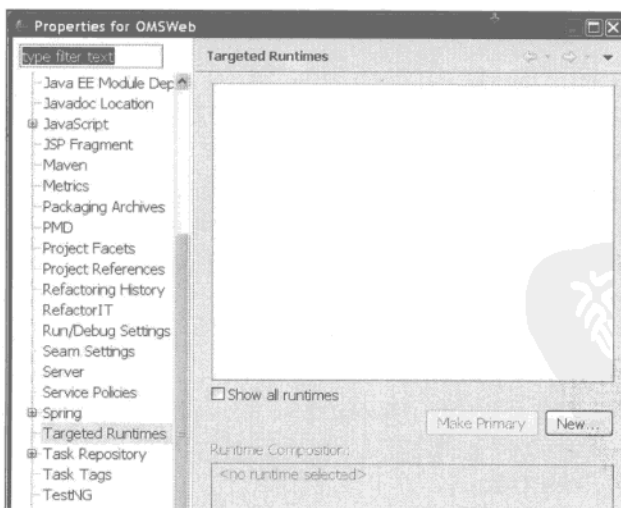 Properties for OMSWeb
type filter text
Java EE Module Dep
Javadoc Location
JavaScript
JSP Fragment
Maven
Metrics
Packaging Archives
PMD
Project Facets
Project References
Refactoring History
RefactorIT
Run/Debug Settings
Seam Settings
Server
Service Policies
Spring
Targeted Runtimes
Task Repository
Task Tags
TestNG
Targeted Runtimes
Show all runtimes
Make Primary
New...
Runtime Composition:
<no runtime selected>